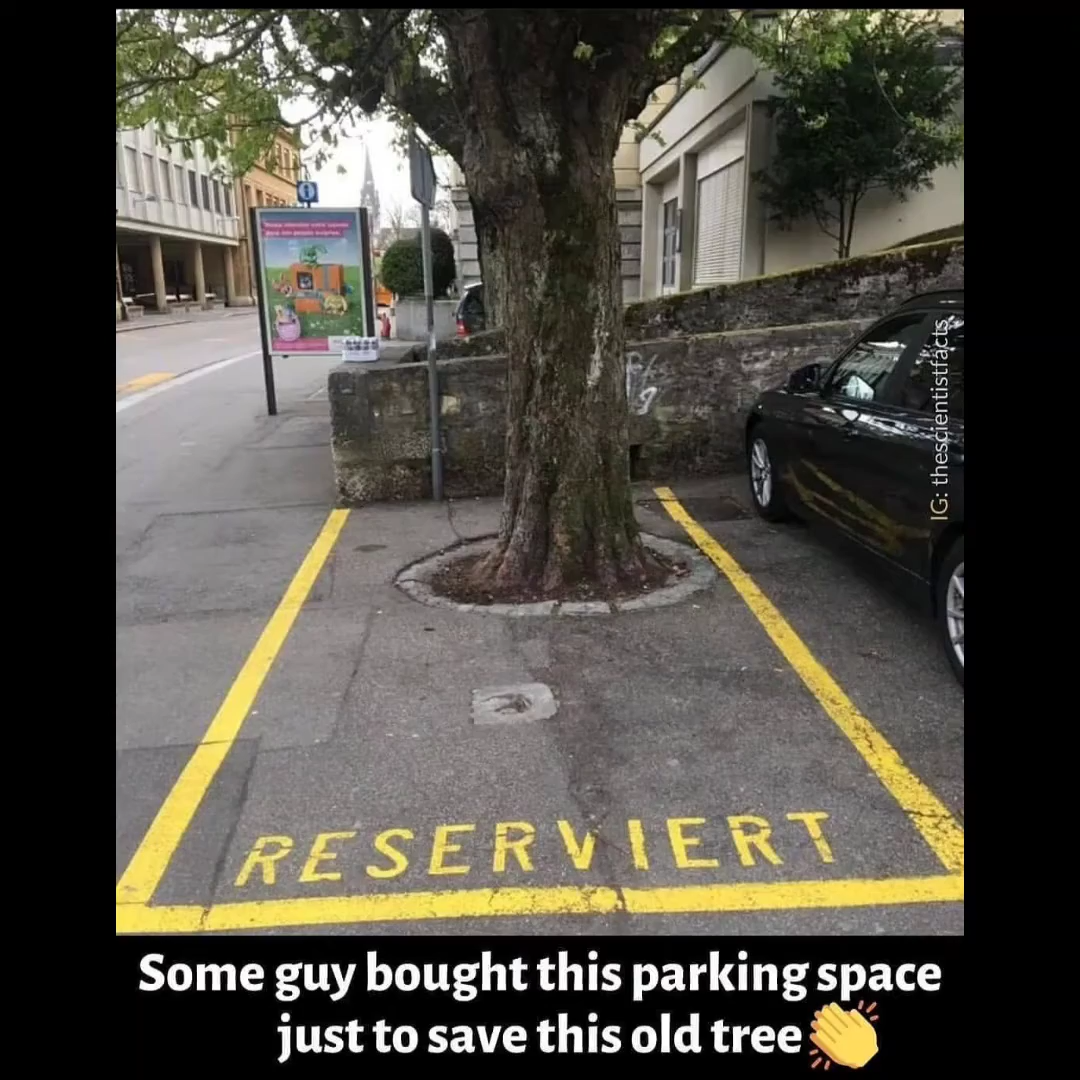 IG: thescientistfacts
RESERVIERT
Some guy bought this parking space
just to save this old tree👏